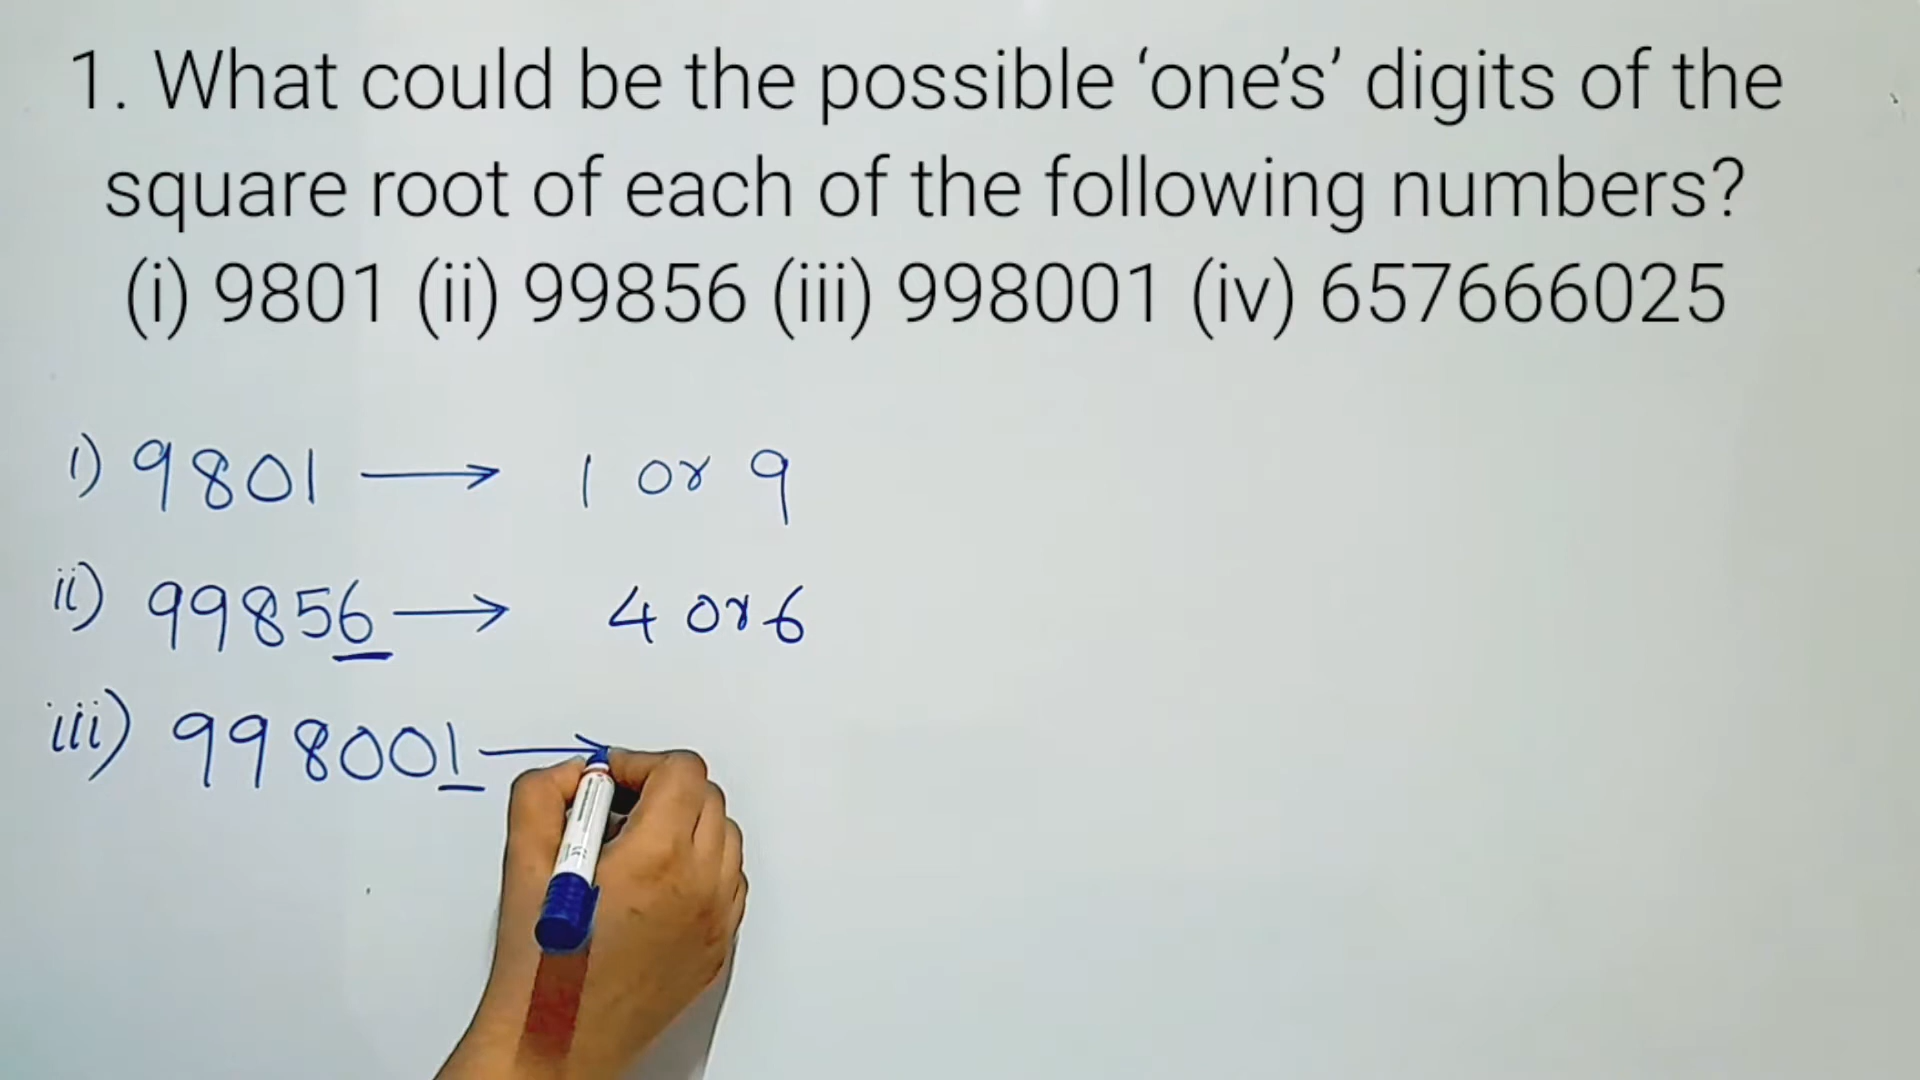 1. What could be the possible ‘one’s’ digits of the
square root of each of the following numbers?
(i) 9801 (ii) 99856 (iii) 998001 (iv) 657666025
i) 9801 → 1 or 9
ii) 99856 → 4 or 6
iii) 998001 →